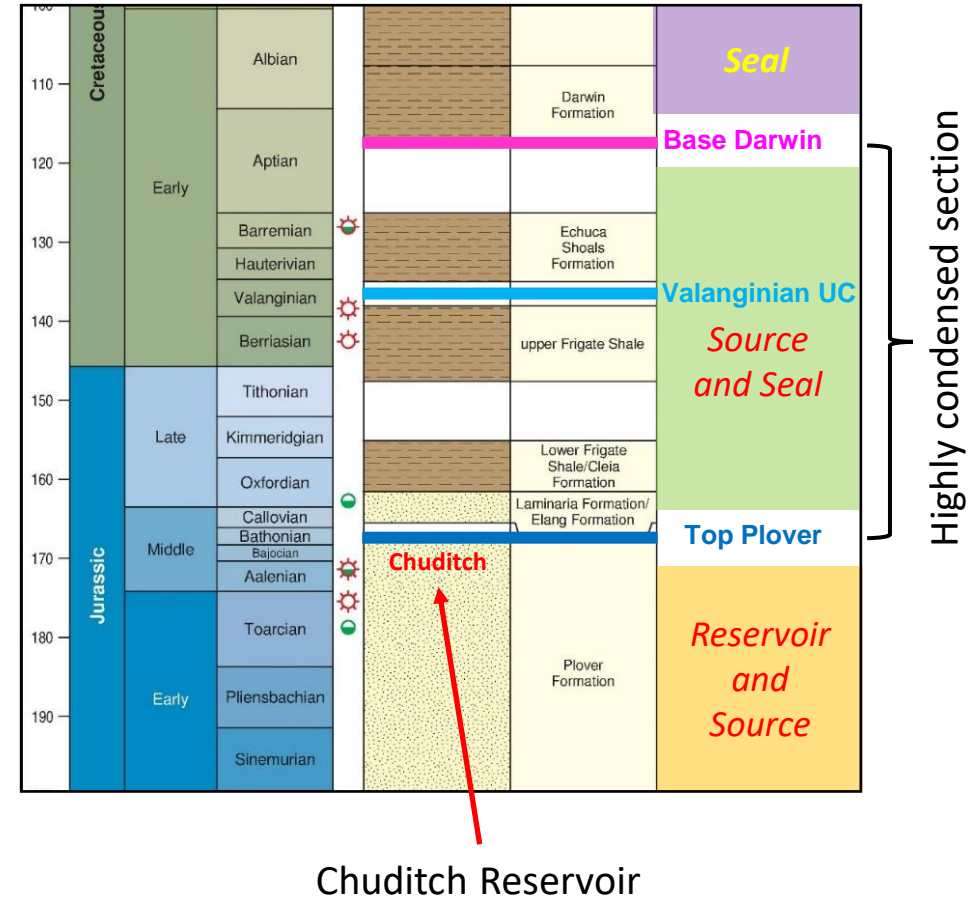 100
Cretaceous
Albian
Seal
110
Darwin
Formation
Base Darwin
120
Aptian
Early
Barremian
Echuca
Shoals
Formation
130
Hauterivian
Valanginian
Valanginian UC
140
Berriasian
upper Frigate Shale
Source
and Seal
Highly condensed section
Tithonian
150
Late
Kimmeridgian
Lower Frigate
Shale/Cleia
Formation
160
Oxfordian
Callovian
Laminaria Formation/
Elang Formation
Bathonian
Top Plover
Middle
Bajocian
170
Chuditch
Aalenian
Jurassic
Toarcian
180
Reservoir
and
Source
Plover
Formation
Early
Pliensbachian
190
Sinemurian
Chuditch Reservoir